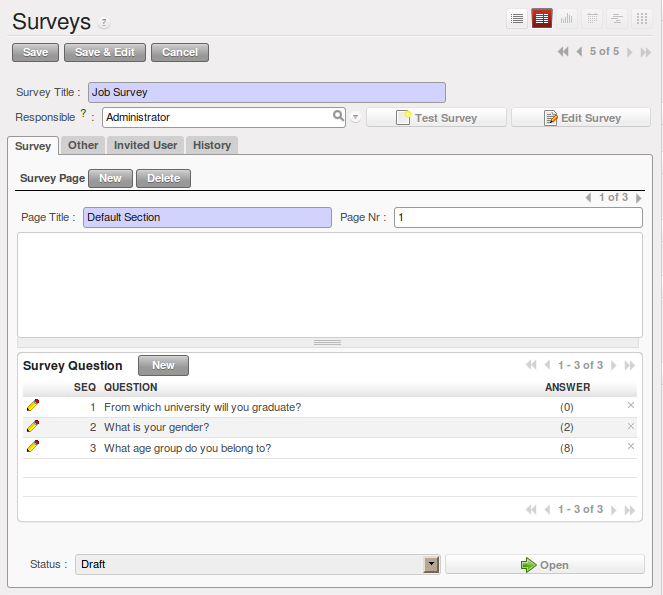 Surveys ?
Save Save & Edit Cancel 5 of 5
Survey Title : Job Survey
Responsible ? : Administrator Test Survey Edit Survey
Survey Other Invited User History
Survey Page New Delete
1 of 3
Page Title : Default Section Page Nr : 1
Survey Question New 1 - 3 of 3
SEQ QUESTION ANSWER
1 From which university will you graduate? (0)
2 What is your gender? (2)
3 What age group do you belong to? (8)
1 - 3 of 3
Status : Draft Open